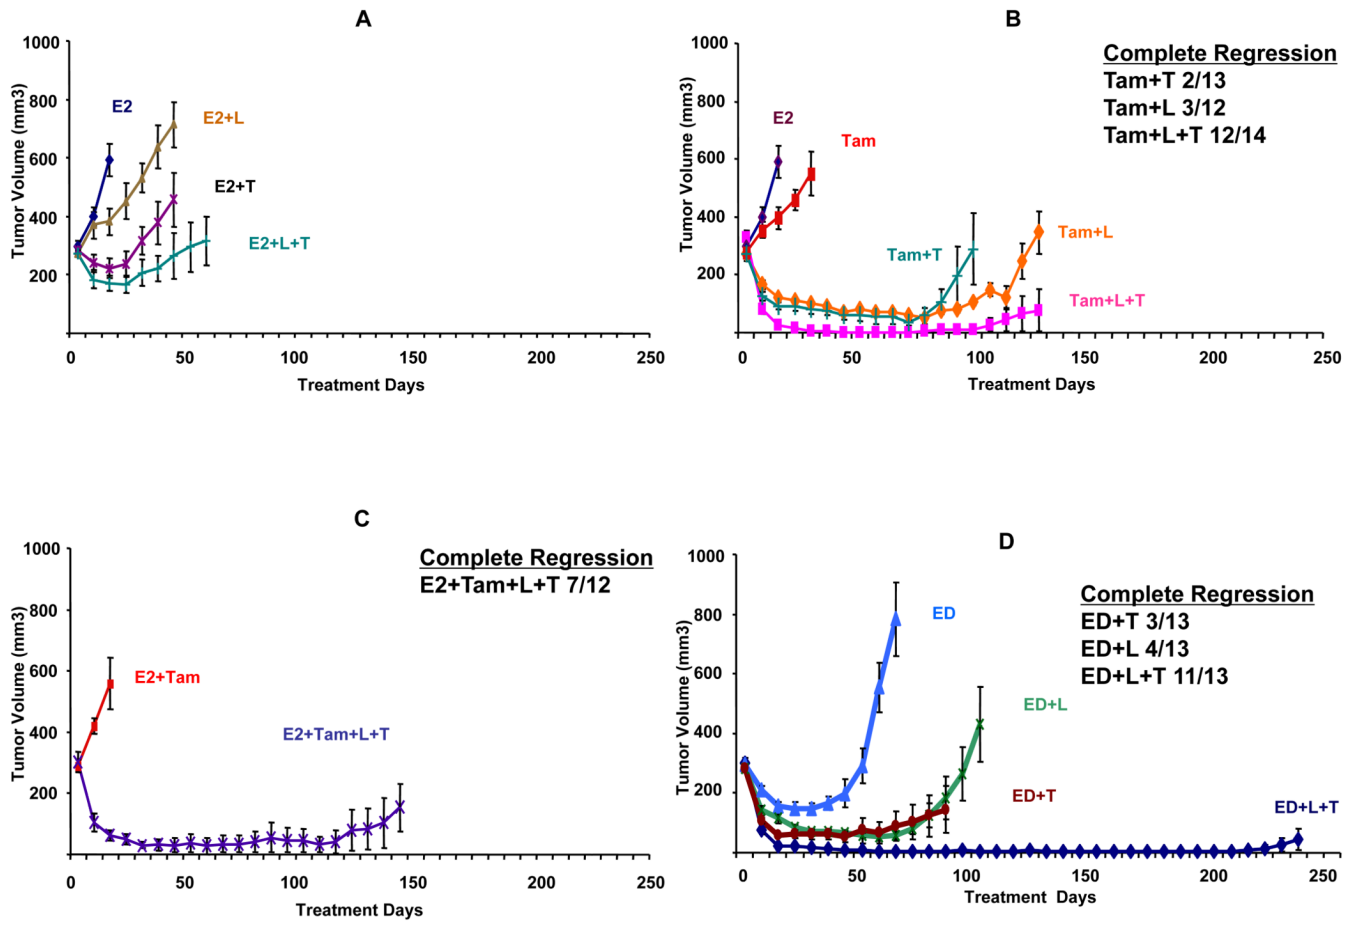 A
1000
800
600
400
200
Tumor Volume (mm3)
E2
E2+L
E2+T
E2+L+T
0 50 100 150 200 250
Treatment Days
B
1000
800
600
400
200
Tumor Volume (mm3)
Complete Regression
Tam+T 2/13
Tam+L 3/12
Tam+L+T 12/14
E2
Tam
Tam+T
Tam+L
Tam+L+T
0 50 100 150 200 250
Treatment Days
C
1000
800
600
400
200
Tumor Volume (mm3)
Complete Regression
E2+Tam+L+T 7/12
E2+Tam
E2+Tam+L+T
0 50 100 150 200 250
Treatment Days
D
1000
800
600
400
200
Tumor Volume (mm3)
Complete Regression
ED+T 3/13
ED+L 4/13
ED+L+T 11/13
ED
ED+L
ED+T
ED+L+T
0 50 100 150 200 250
Treatment Days